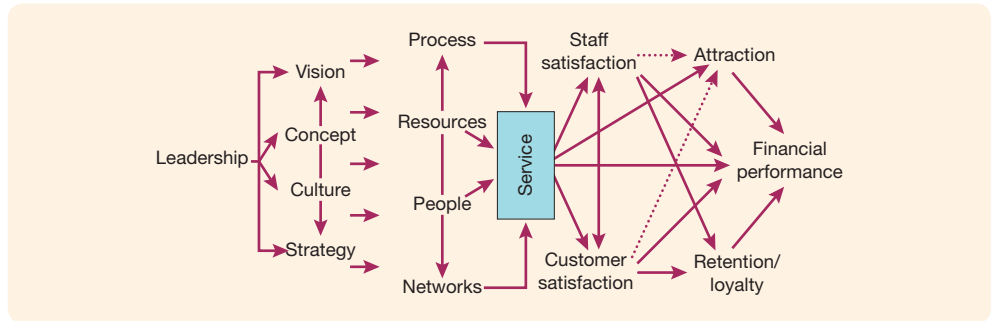 Leadership
Vision
Concept
Culture
Strategy
Process
Resources
People
Networks
Service
Staff
satisfaction
Customer
satisfaction
Attraction
Retention/
loyalty
Financial
performance